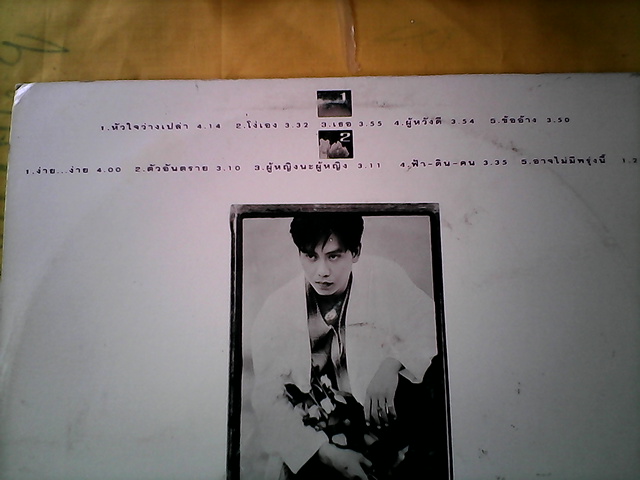 1
1.หัวใจว่างเปล่า 4.14 2.โง่เอง 3.32 3.เธอ 3.55 4.ผู้หวังดี 3.54 5.ข้ออ้าง 3.50
2
1.ง่าย...ง่าย 4.00 2.ตัวอันตราย 3.10 3.ผู้หญิงนะผู้หญิง 3.11 4.ฟ้า-ดิน-คน 3.35 5.อาจไม่มีพรุ่งนี้